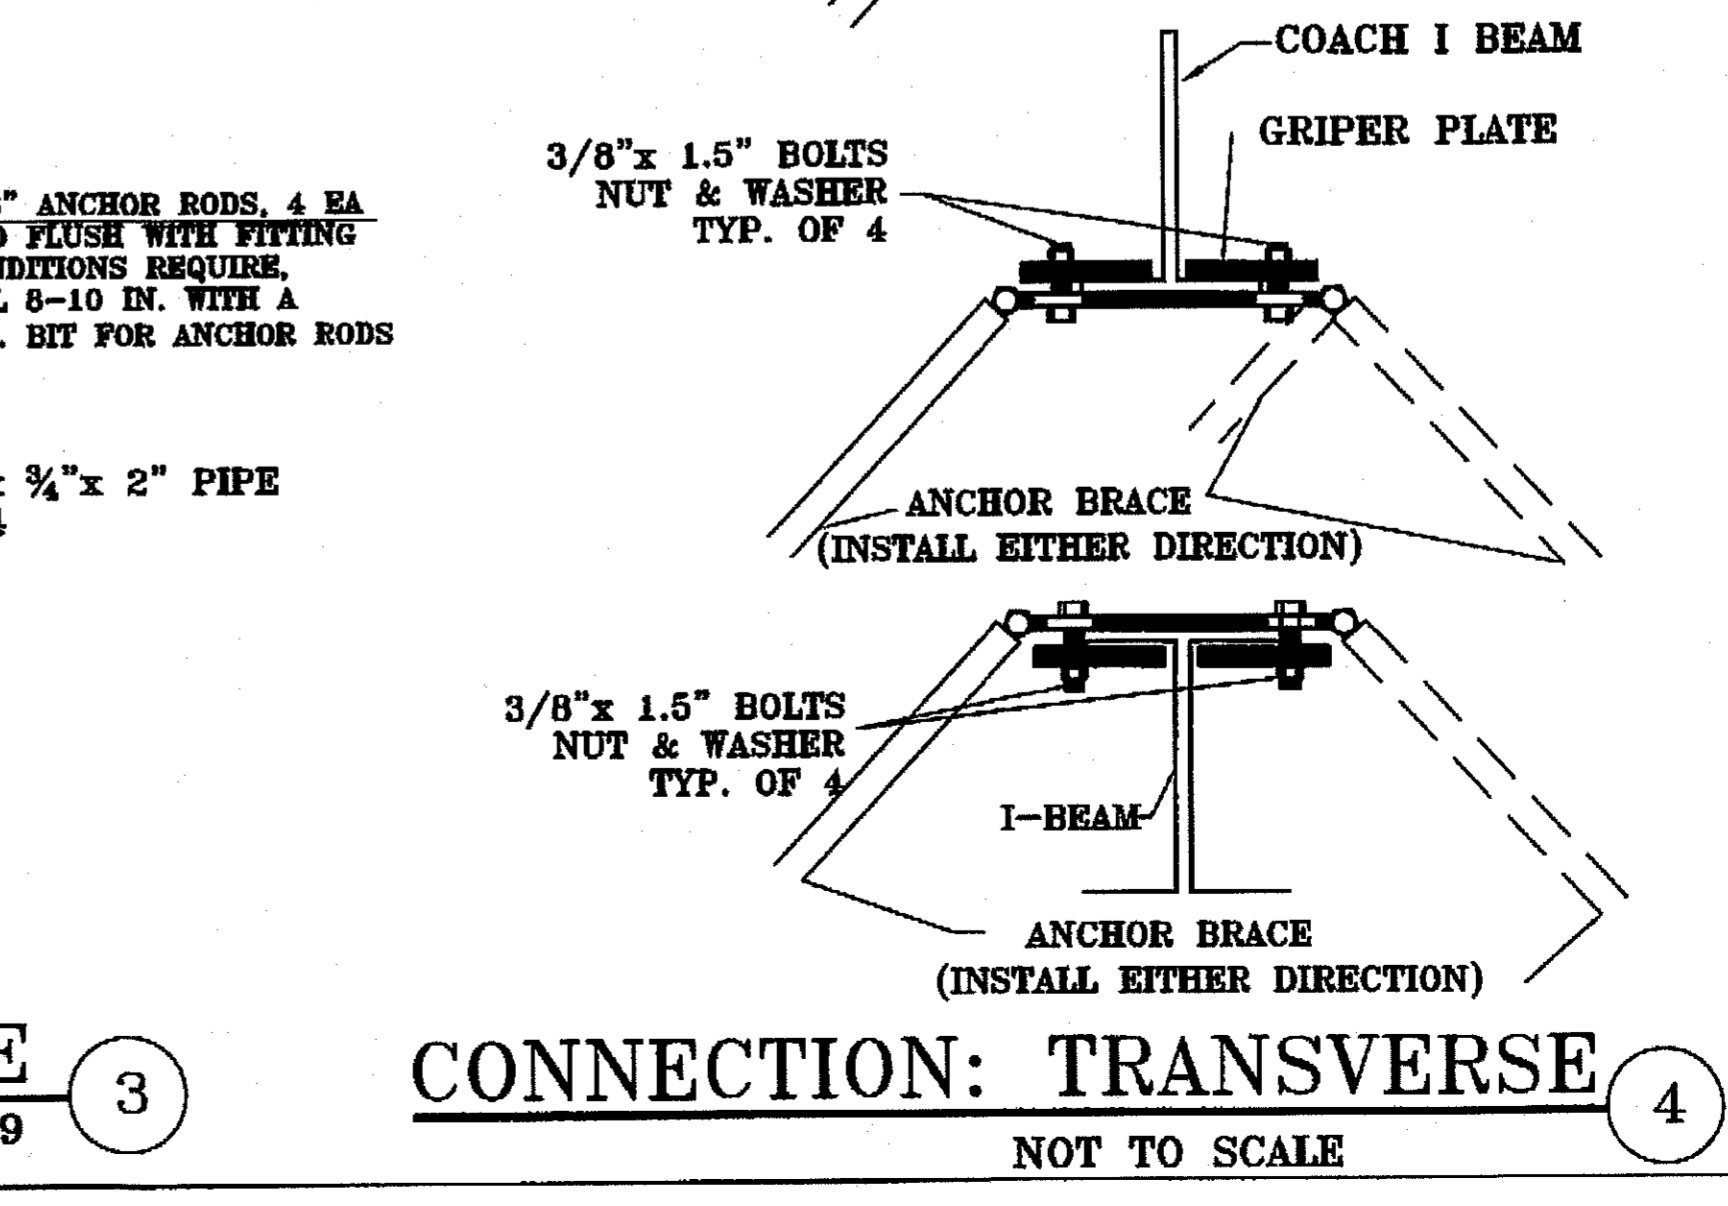 COACH I BEAM
GRIPER PLATE
3/8"x 1.5" BOLTS
NUT & WASHER
TYP. OF 4
" ANCHOR RODS, 4 EA
FLUSH WITH FITTING
NDITIONS REQUIRE,
8-10 IN. WITH A
. BIT FOR ANCHOR RODS
¾"x 2" PIPE
ANCHOR BRACE
(INSTALL EITHER DIRECTION)
3/8"x 1.5" BOLTS
NUT & WASHER
TYP. OF 4
I-BEAM
ANCHOR BRACE
(INSTALL EITHER DIRECTION)
E
3
9
CONNECTION: TRANSVERSE
4
NOT TO SCALE